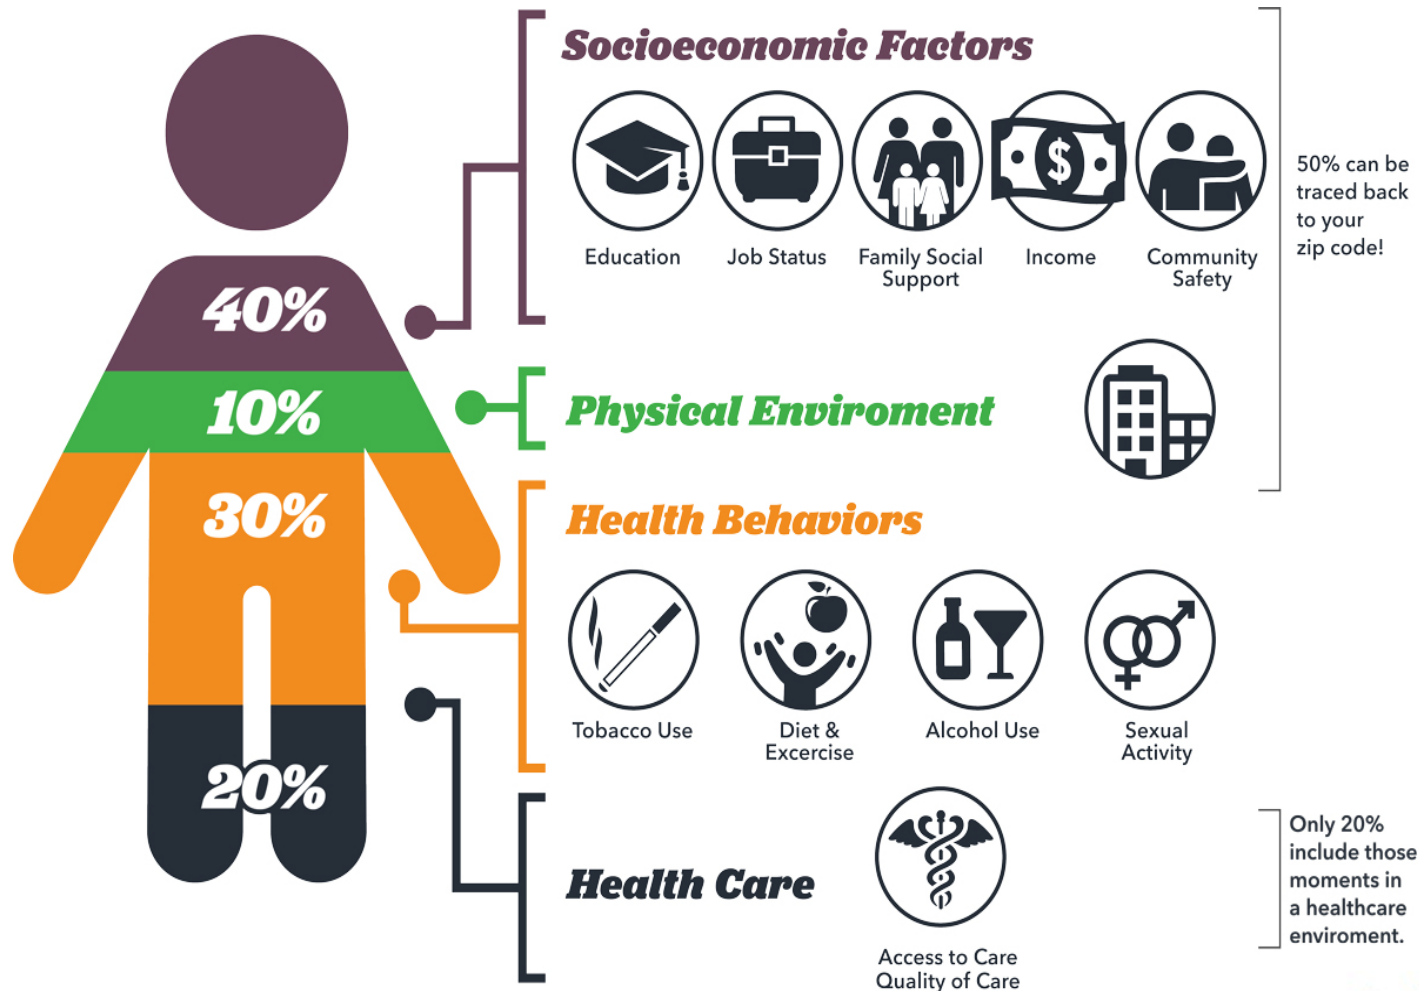 Socioeconomic Factors
$
Education
Job Status
Family Social
Support
Income
Community
Safety
50% can be
traced back
to your
zip code!
40%
10%
Physical Enviroment
30%
Health Behaviors
Tobacco Use
Diet &
Excercise
Alcohol Use
Sexual
Activity
20%
Health Care
Access to Care
Quality of Care
Only 20%
include those
moments in
a healthcare
enviroment.